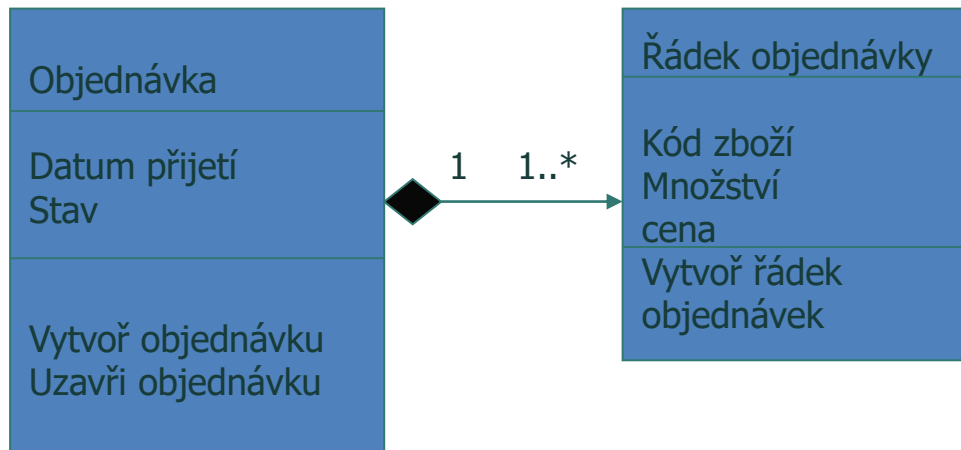 Objednávka
Datum přijetí
Stav
Vytvoř objednávku
Uzavři objednávku
1 1..*
Řádek objednávky
Kód zboží
Množství
cena
Vytvoř řádek
objednávek